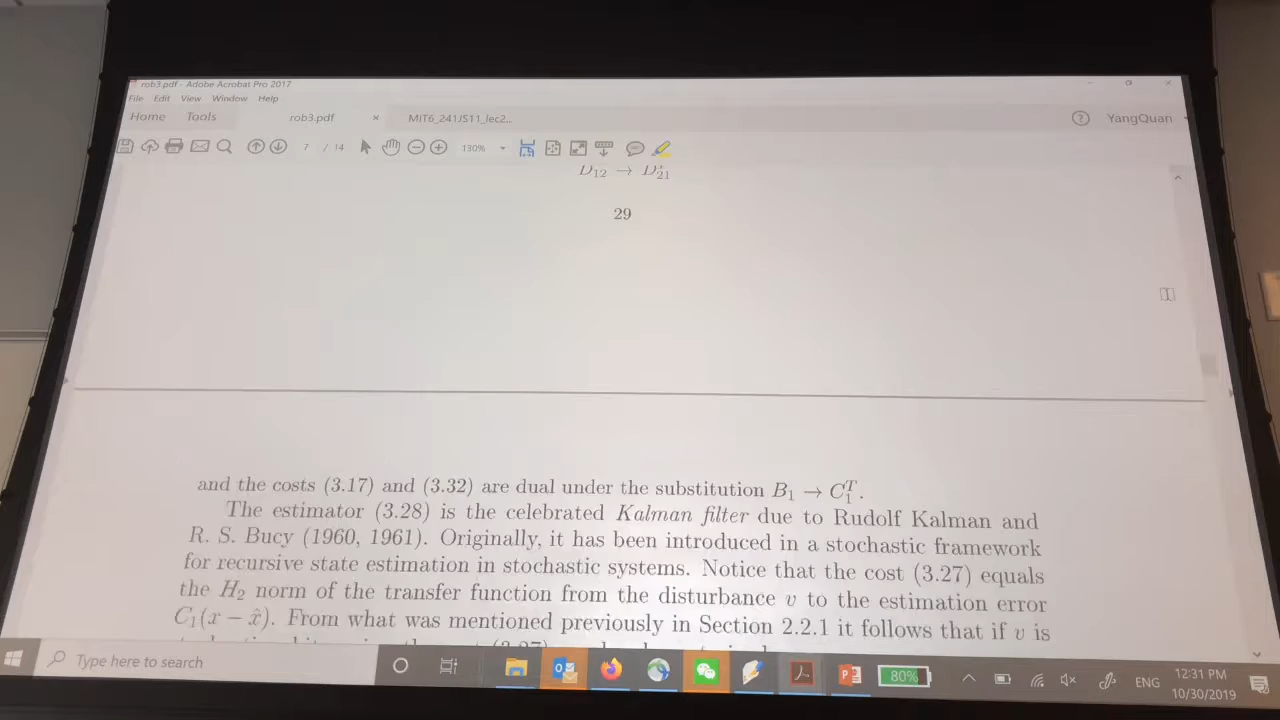 rob3.pdf - Adobe Acrobat Pro 2017
File Edit View Window Help
Home Tools rob3.pdf × MIT6_241JS11_lec2... ? YangQuan
7 / 14 130%
D₁₂ → D₂₁ᵀ
29
and the costs (3.17) and (3.32) are dual under the substitution B₁ → C₁ᵀ.
The estimator (3.28) is the celebrated Kalman filter due to Rudolf Kalman and
R. S. Bucy (1960, 1961). Originally, it has been introduced in a stochastic framework
for recursive state estimation in stochastic systems. Notice that the cost (3.27) equals
the H₂ norm of the transfer function from the disturbance v to the estimation error
C₁(x − x̂). From what was mentioned previously in Section 2.2.1 it follows that if v is
Type here to search 80% ENG 12:31 PM
10/30/2019